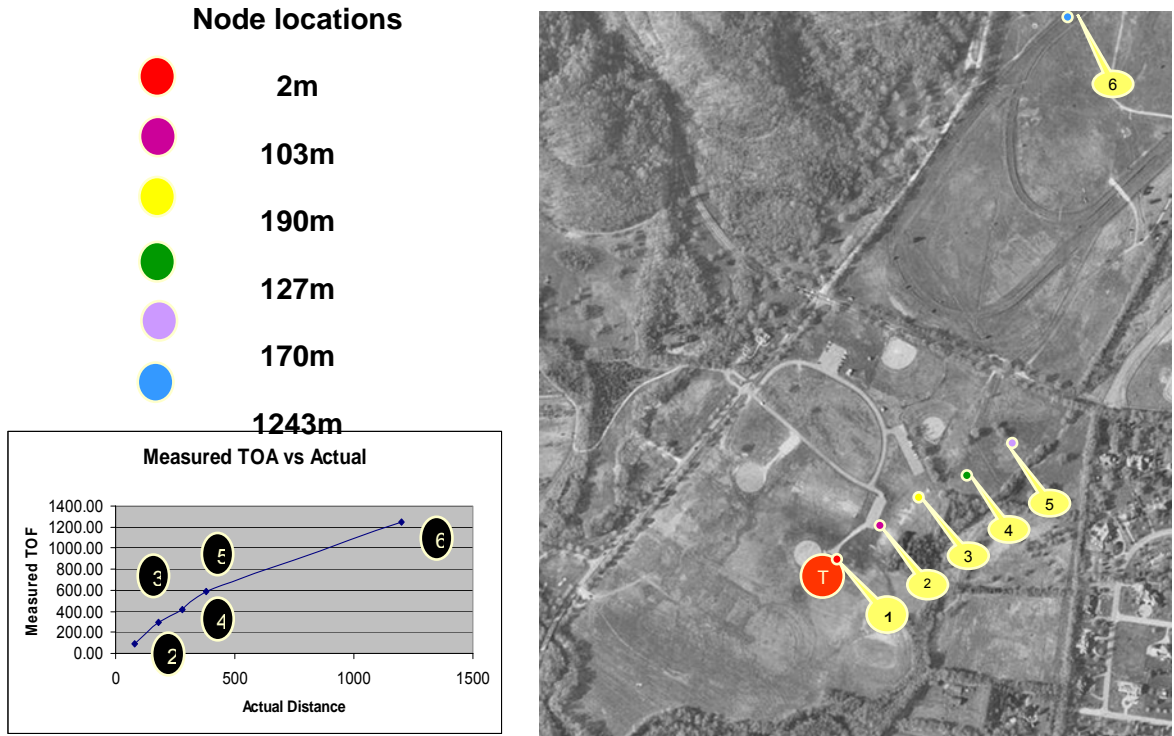 Node locations
2m
103m
190m
127m
170m
1243m
Measured TOA vs Actual
Measured TOF
1400.00
1200.00
1000.00
800.00
600.00
400.00
200.00
0.00
0 500 1000 1500
Actual Distance
3
5
6
4
2
6
5
4
3
2
1
T